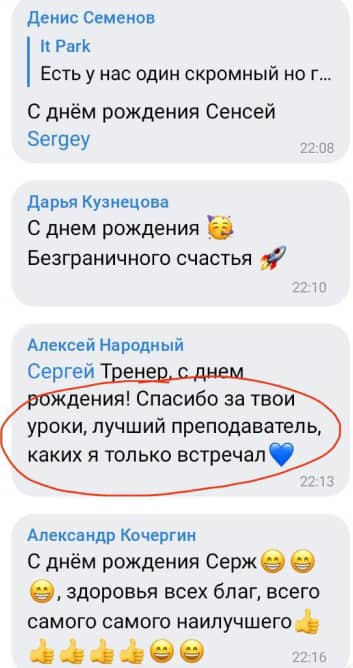 Денис Семенов
It Park
Есть у нас один скромный но г...
С днём рождения Сенсей
Sergey
22:08
Дарья Кузнецова
С днем рождения 🥳
Безграничного счастья 🚀
22:10
Алексей Народный
Сергей Тренер, с днем
рождения! Спасибо за твои
уроки, лучший преподаватель,
каких я только встречал💙
22:13
Александр Кочергин
С днём рождения Серж😁😁
😁, здоровья всех благ, всего
самого самого наилучшего👍
👍👍👍👍😁😁
22:16